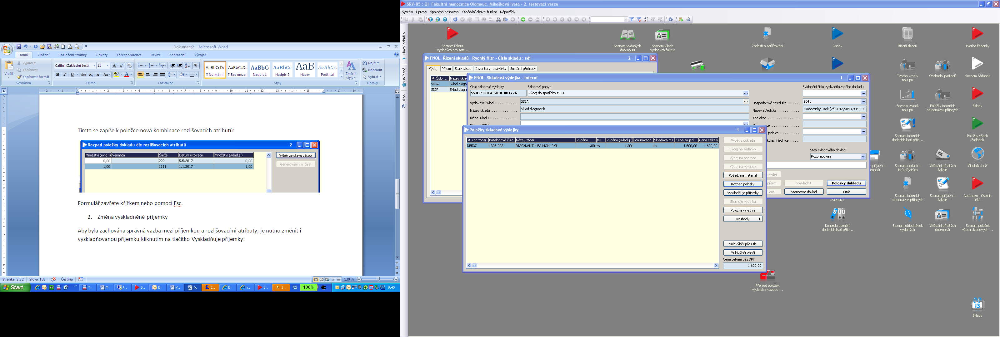 Dokument2 - Microsoft Word
Domů Vložení Rozložení stránky Odkazy Korespondence Revize Zobrazení Vývojář
Vložit
Vyjmout
Kopírovat
Kopírovat formát
Schránka
Calibri (Základní text) 11
Písmo
Odstavec
AaBbCcDc AaBbCcDc AaBbC AaBbCc AaB AaBbCc.
¶ Normální ¶ Bez mezer Nadpis 1 Nadpis 2 Název Podtitul
Změnit styly
Styly
Najít
Nahradit
Vybrat
Úpravy
Tímto se zapíše k položce nová kombinace rozlišovacích atributů:
Rozpad položky dokladu dle rozlišovacích atributů 2
Množství (evid.j) Varianta Šarže Datum expirace Množství (sklad.j.)
0,00 222 5.5.2017 0,00
1,00 1111 1.1.2017 1,00
Výběr ze stavu zásob
Generování výr.čísel
Formulář zavřete křížkem nebo pomocí Esc.
2. Změna vyskladněné příjemky
Aby byla zachována správná vazba mezi příjemkou a rozlišovacími atributy, je nutno změnit i
vyskladňovanou příjemku kliknutím na tlačítko Vyskladňuje příjemky:
Stránka: 2 z 2 Slova: 158 Čeština 130 %
Start T.. M. t.. S.. D. V.. D. E.. D. h.. S.. 1.. CS 100% 8:45
SRV-B5 : QI Fakultní nemocnice Olomouc, Mikošková Iveta - 2. testovací verze
Systém Úpravy Společná nastavení Ovládání aktivní funkce Nápovědy
Hlavní nabídka
Oblíbené
Okna
Seznam faktur vydaných pro sam...
Seznam vydaných dobropisů
Seznam všech vydaných faktur
Žádosti o zaúčtování
Osoby
Řízení skladů
Tvorba žádanky
FNOL: Řízení skladů Rychlý filtr - Číslo skladu : sdi 2
Výdej Příjem Stav zásob Inventury, uzávěrky Sumární přehledy
Číslo ... Název skla
SDIA Sklad diagn
SDIP Sklad diagn
FNOL: Skladová výdejka - interní 1
Číslo skladové výdejky Skladový pohyb Evidenční číslo vyskladňovaného dokladu
SVIOP-2014-SDIA-001776 Výdej do spotřeby z IOP
Vydávající sklad . . . . . . . . . . SDIA Hospodářské středisko . . . . . 9041
Název skladu . . . . . . . . . . . . Sklad diagnostik Název střediska . . . . . . . . . . Ekonomický úsek (vč.9042,9043,9044,90
Měna skladu . . . . . . . . . . . . Kód akce . . . . . . . . . . . . . . .
ce . . . . . . . . . . . . .
jednice . . . . . . . . .
kulační jednice . . . .
Stav skladového dokladu
Rozpracován
výdej
příjem Vyskladnit Položky dokladu
- aut. Stornovat doklad Tisk
Položky skladové výdejky 1
Kód zboží Katalogové číslo Název zboží Vydáno MJ Vydáno (sklad.j.) Stornováno Skladová MJ Cena za jed... Cena celkem
DB537 1306-002 DIAGN.ANTI-LEA MON. 2ML 1,00 ks 1,00 ks 1 600,00 1 600,00
Výběr z dokladu
Výdej na žádanky
Výdej na operace
Výdej na výrobek
Požad. na materiál
Rozpad položky
Vyskladňuje příjemky
Stornuje výdejku
Položka vykrývá
Neshody
Multivýběr přes sk.
Multivýběr zboží
Cena celkem bez DPH
1 600,00
Tvorba vratky nákupu
Obchodní partneři
Seznam žádanek
Seznam vratek nákupů
Položky interních objednávek přijatých
Sklady
Seznam interních dodacích listů přija...
Položky všech žádanek
n přijatých
ropisů
Seznam dodacích listů přijatých
Vkládání přijatých faktur
Číselník zboží
závazků
Seznam interních objednávek přijatých
Seznam přijatých faktur
Apotheke - číselník léků
Kontrola ocenění dodacích listů přija...
Seznam objednávek vydaných
Vkládání přijatých dobropisů
Seznam položek všech skladových ...
Přehled položek výdejek s vazbou ...
Sklady